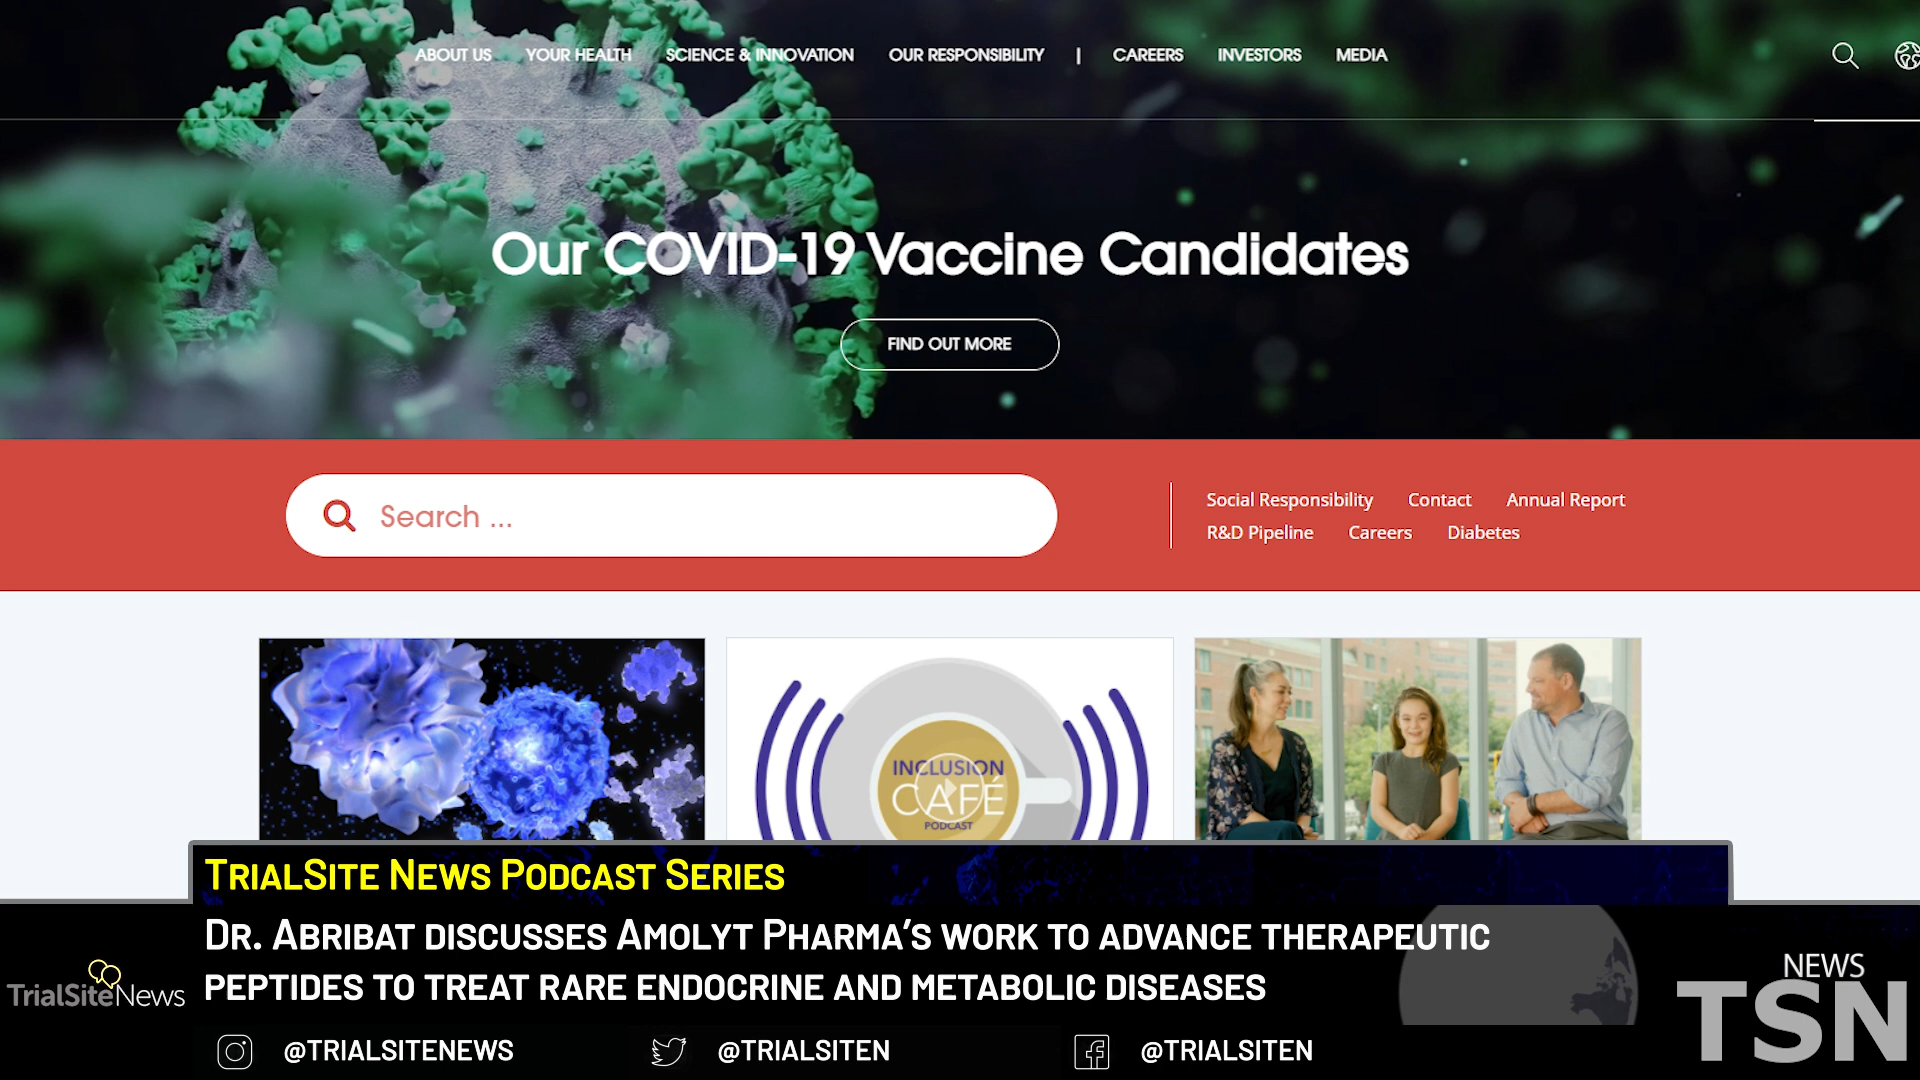 ABOUT US YOUR HEALTH SCIENCE & INNOVATION OUR RESPONSIBILITY | CAREERS INVESTORS MEDIA
Our COVID-19 Vaccine Candidates
FIND OUT MORE
Search ...
Social Responsibility Contact Annual Report
R&D Pipeline Careers Diabetes
INCLUSION
CAFÉ
PODCAST
TRIALSITE NEWS PODCAST SERIES
DR. ABRIBAT DISCUSSES AMOLYT PHARMA'S WORK TO ADVANCE THERAPEUTIC
PEPTIDES TO TREAT RARE ENDOCRINE AND METABOLIC DISEASES
TrialSiteNews
NEWS
TSN
@TRIALSITENEWS @TRIALSITEN @TRIALSITEN